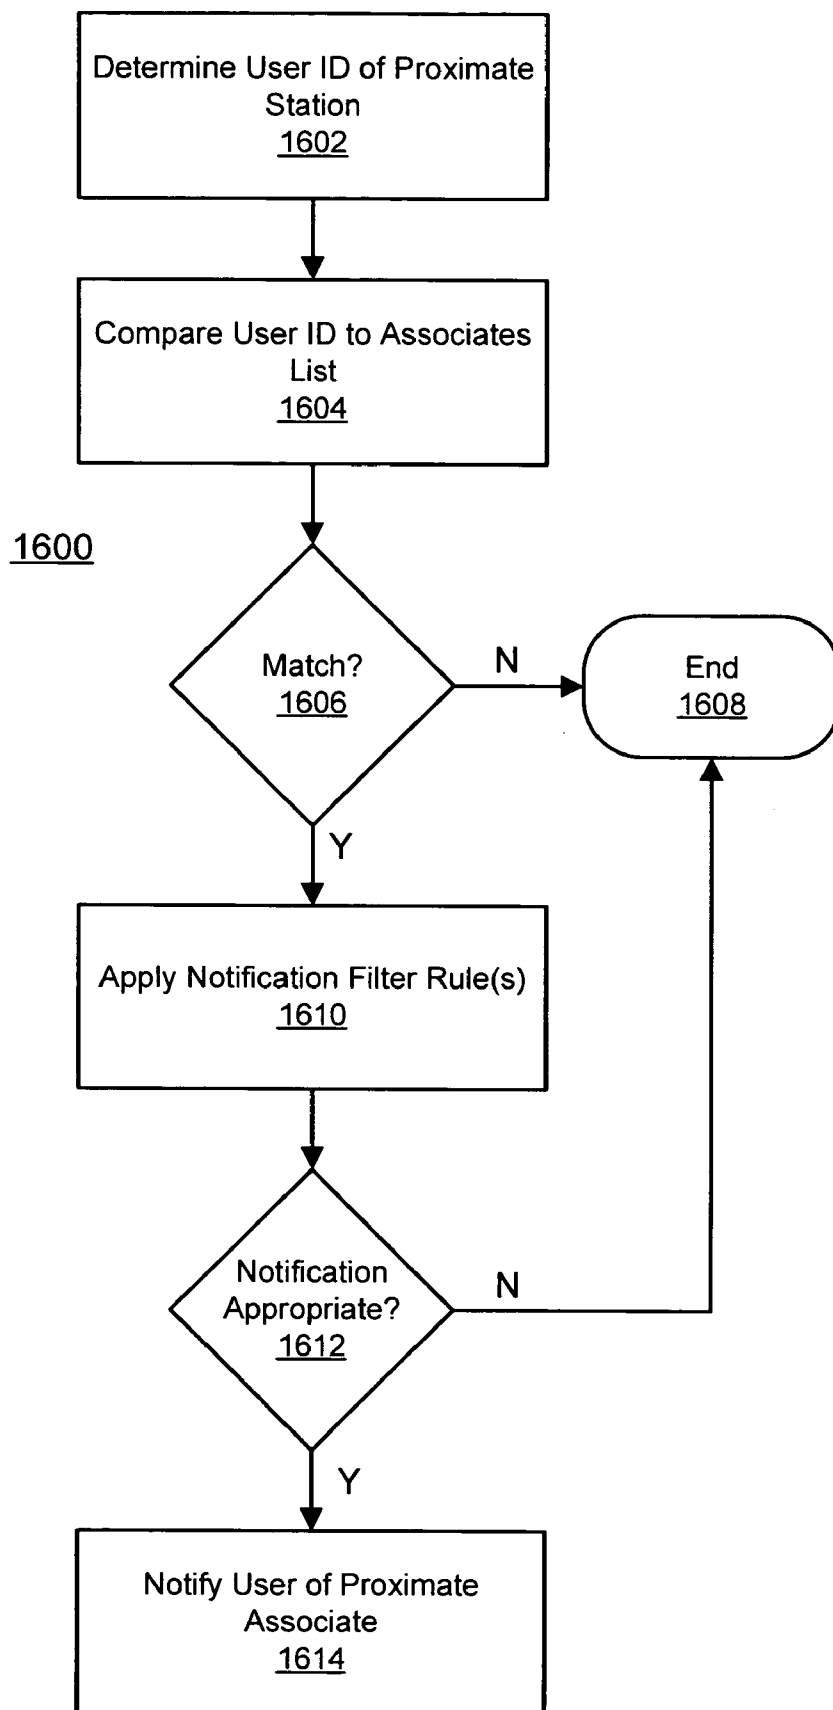 Determine User ID of Proximate
Station
1602
Compare User ID to Associates
List
1604
1600
Match?
1606
N
End
1608
Y
Apply Notification Filter Rule(s)
1610
Notification
Appropriate?
1612
N
Y
Notify User of Proximate
Associate
1614